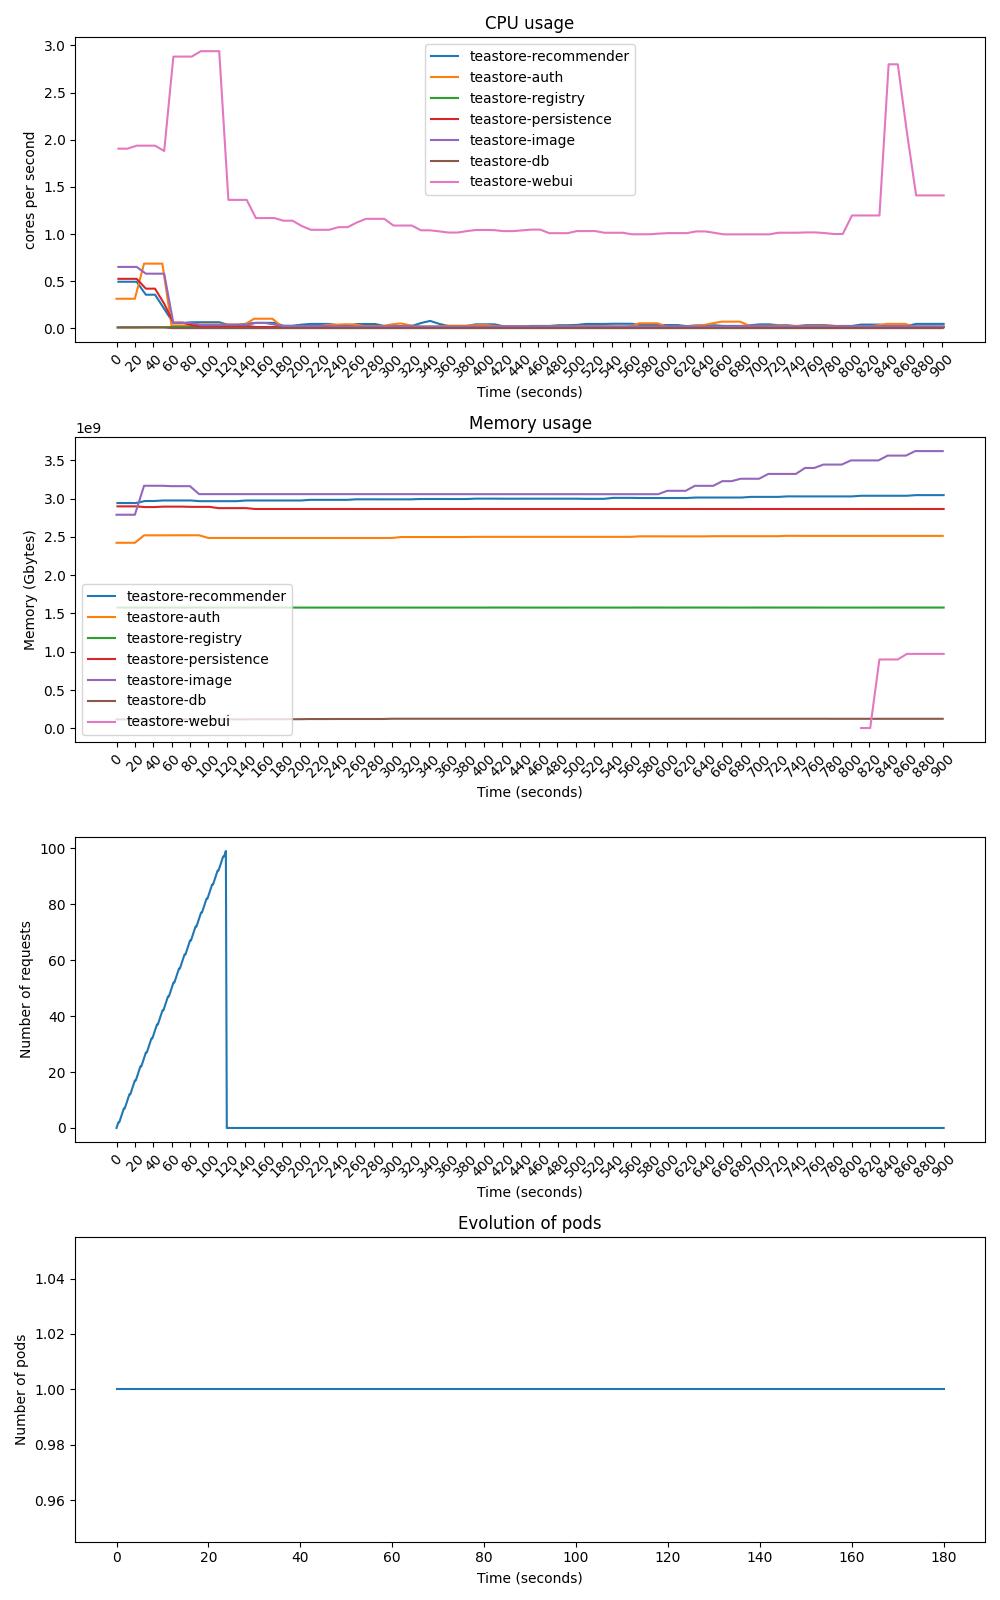 CPU usage
cores per second
3.0
2.5
2.0
1.5
1.0
0.5
0.0
teastore-recommender
teastore-auth
teastore-registry
teastore-persistence
teastore-image
teastore-db
teastore-webui
0 20 40 60 80 100 120 140 160 180 200 220 240 260 280 300 320 340 360 380 400 420 440 460 480 500 520 540 560 580 600 620 640 660 680 700 720 740 760 780 800 820 840 860 880 900
Time (seconds)
Memory usage
1e9
Memory (Gbytes)
3.5
3.0
2.5
2.0
1.5
1.0
0.5
0.0
teastore-recommender
teastore-auth
teastore-registry
teastore-persistence
teastore-image
teastore-db
teastore-webui
0 20 40 60 80 100 120 140 160 180 200 220 240 260 280 300 320 340 360 380 400 420 440 460 480 500 520 540 560 580 600 620 640 660 680 700 720 740 760 780 800 820 840 860 880 900
Time (seconds)
Number of requests
100
80
60
40
20
0
0 20 40 60 80 100 120 140 160 180 200 220 240 260 280 300 320 340 360 380 400 420 440 460 480 500 520 540 560 580 600 620 640 660 680 700 720 740 760 780 800 820 840 860 880 900
Time (seconds)
Evolution of pods
Number of pods
1.04
1.02
1.00
0.98
0.96
0 20 40 60 80 100 120 140 160 180
Time (seconds)